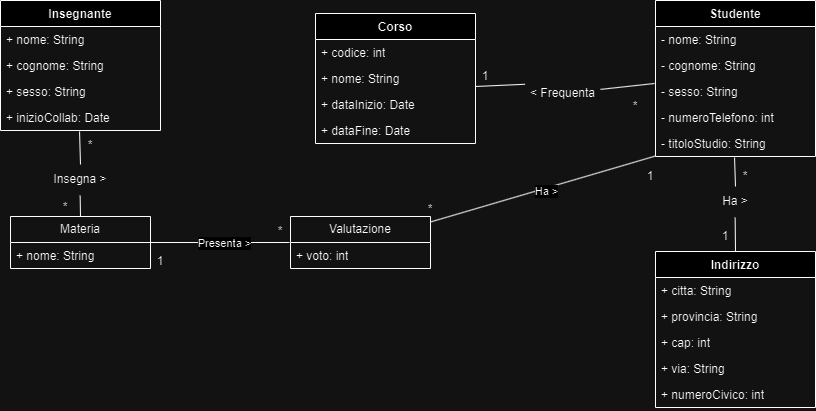 Insegnante
+ nome: String
+ cognome: String
+ sesso: String
+ inizioCollab: Date
Corso
+ codice: int
+ nome: String
+ dataInizio: Date
+ dataFine: Date
Studente
- nome: String
- cognome: String
- sesso: String
- numeroTelefono: int
- titoloStudio: String
1
< Frequenta
*
*
Insegna >
*
1
Ha >
*
*
Ha >
1
Materia
+ nome: String
1
Presenta >
*
Valutazione
+ voto: int
Indirizzo
+ citta: String
+ provincia: String
+ cap: int
+ via: String
+ numeroCivico: int